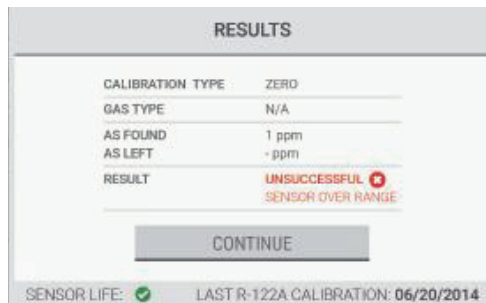 RESULTS
CALIBRATION TYPE ZERO
GAS TYPE N/A
AS FOUND 1 ppm
AS LEFT - ppm
RESULT UNSUCCESSFUL
SENSOR OVER RANGE
CONTINUE
SENSOR LIFE: LAST R-122A CALIBRATION: 06/20/2014